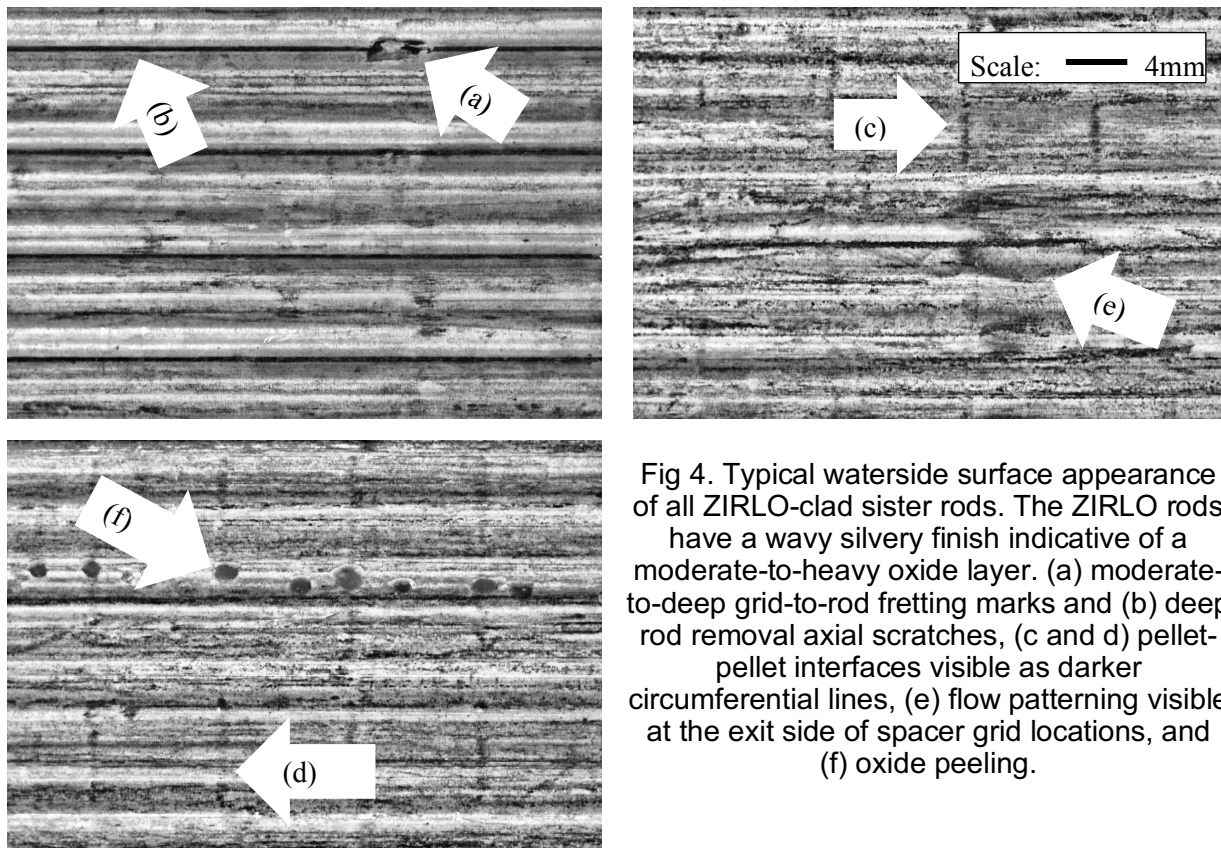 (a)
(b)
Scale: 4mm
(c)
(e)
(f)
(d)
Fig 4. Typical waterside surface appearance
of all ZIRLO-clad sister rods. The ZIRLO rods
have a wavy silvery finish indicative of a
moderate-to-heavy oxide layer. (a) moderate-
to-deep grid-to-rod fretting marks and (b) deep
rod removal axial scratches, (c and d) pellet-
pellet interfaces visible as darker
circumferential lines, (e) flow patterning visible
at the exit side of spacer grid locations, and
(f) oxide peeling.